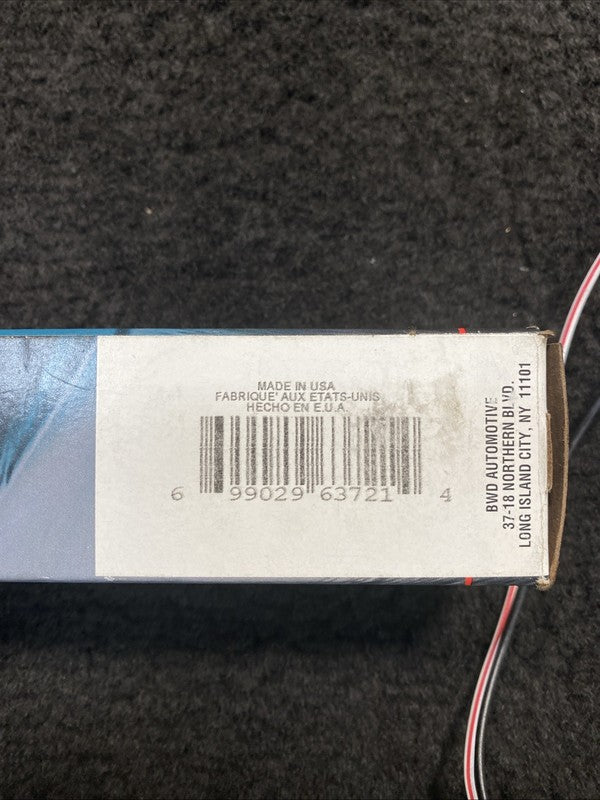 MADE IN USA
FABRIQUE' AUX ETATS-UNIS
HECHO EN E.U.A.
6 99029 63721 4
BWD AUTOMOTIVE
37-18 NORTHERN BLVD.
LONG ISLAND CITY, NY 11101